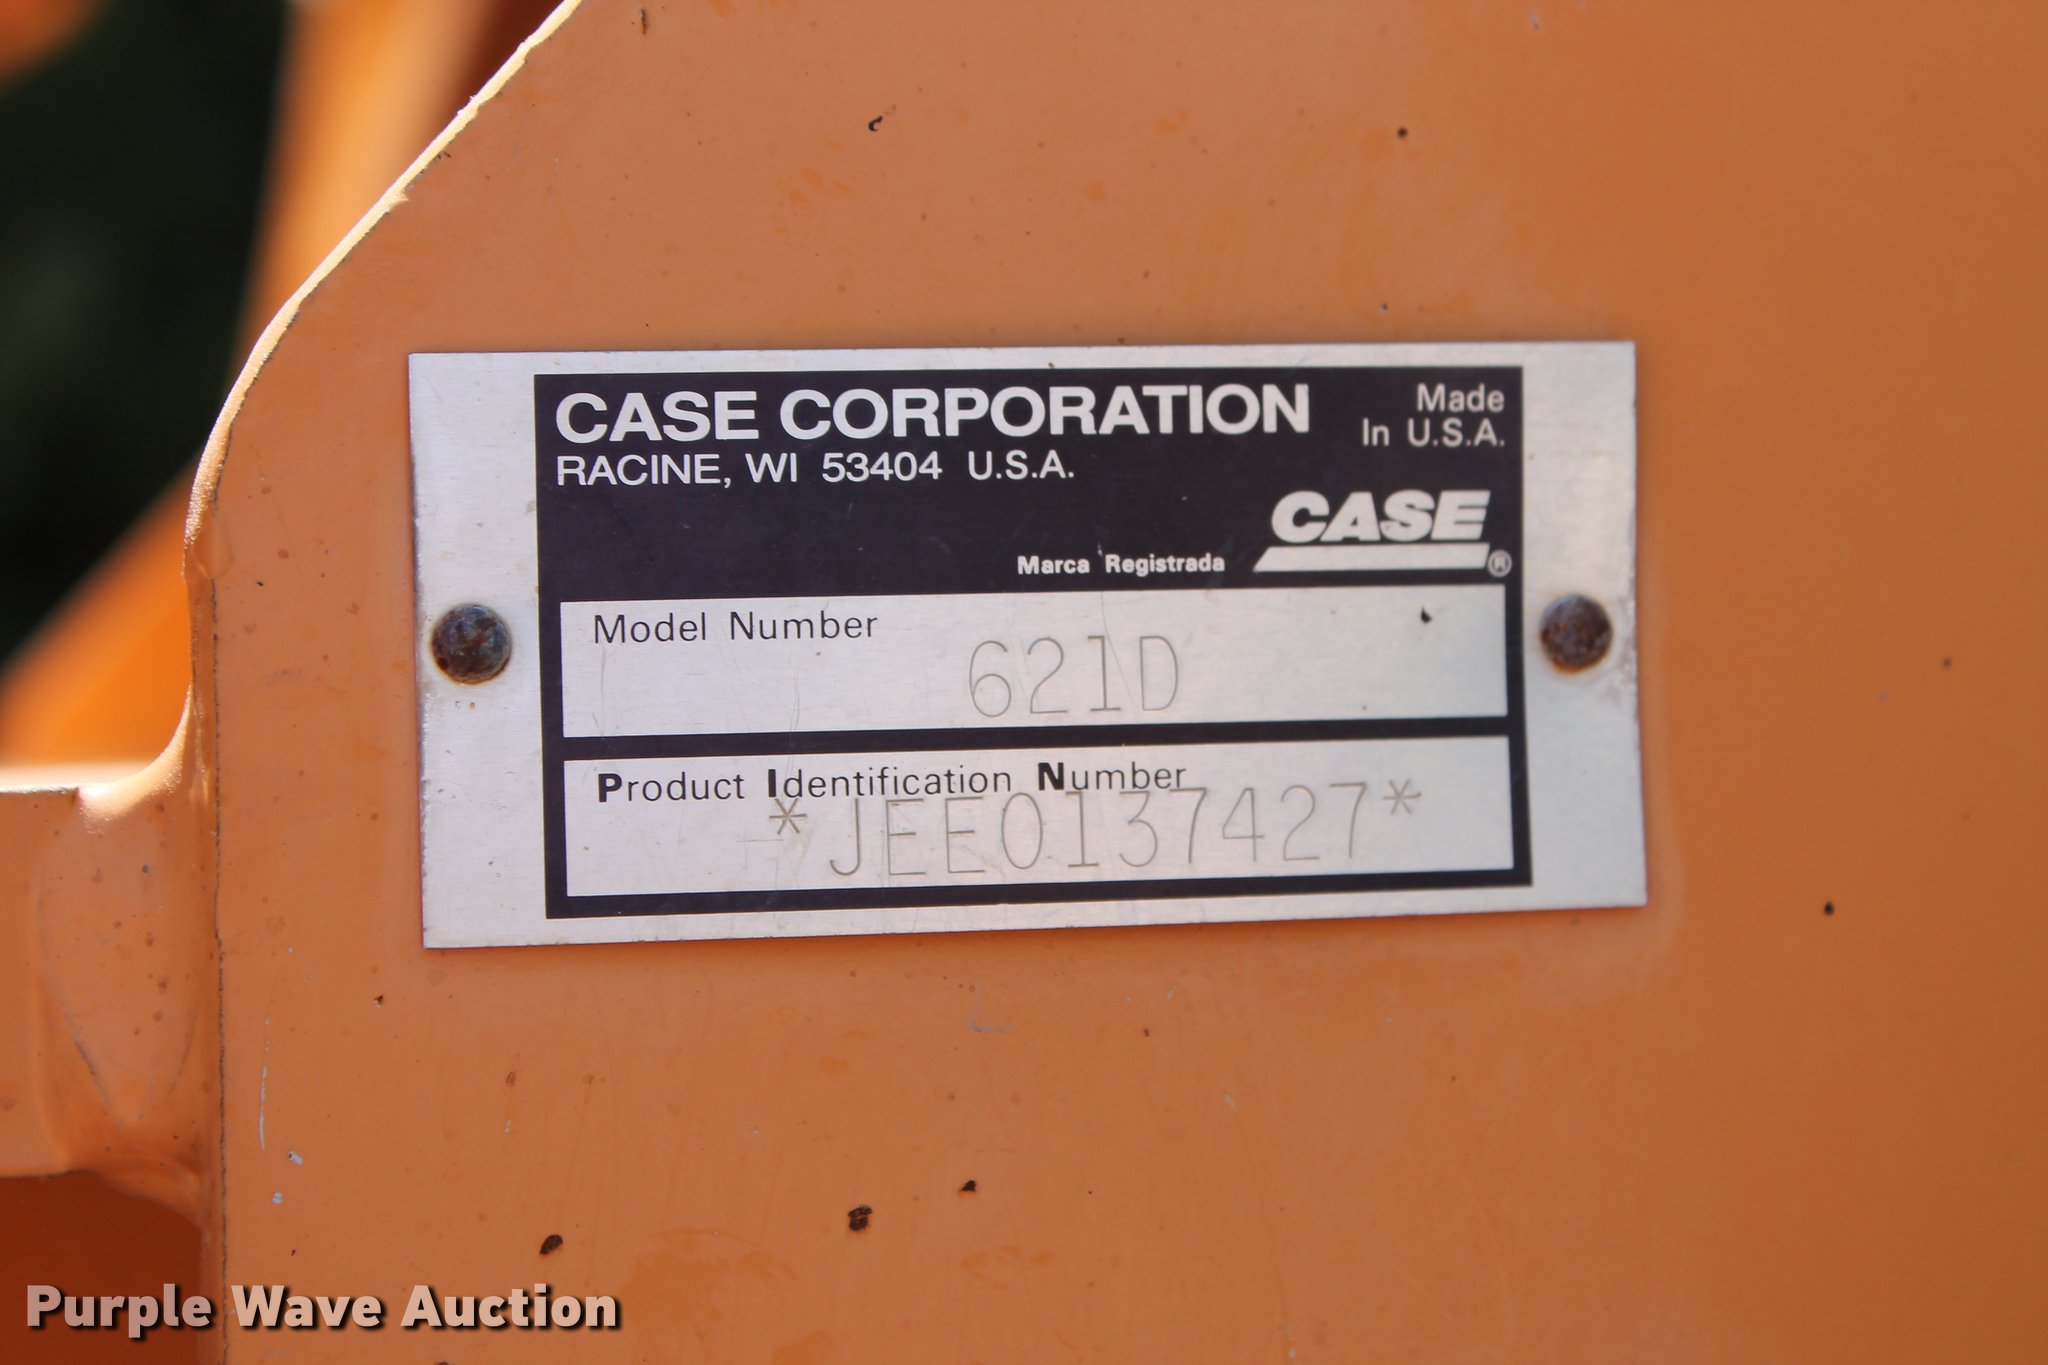 CASE CORPORATION
Made
In U.S.A.
RACINE, WI 53404 U.S.A.
CASE
Marca Registrada ®
Model Number
621D
Product Identification Number
*JEE0137427*
Purple Wave Auction